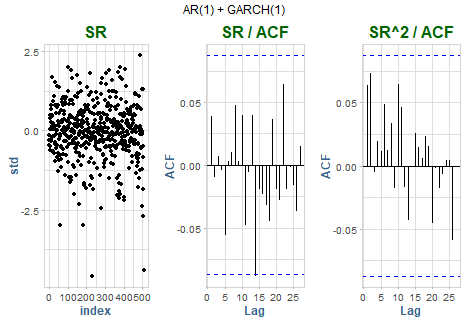 AR(1) + GARCH(1)
SR
SR / ACF
SR^2 / ACF
std
2.5
0.0
-2.5
0 100 200 300 400 500
index
ACF
0.05
0.00
-0.05
0 5 10 15 20 25
Lag
ACF
0.05
0.00
-0.05
0 5 10 15 20 25
Lag